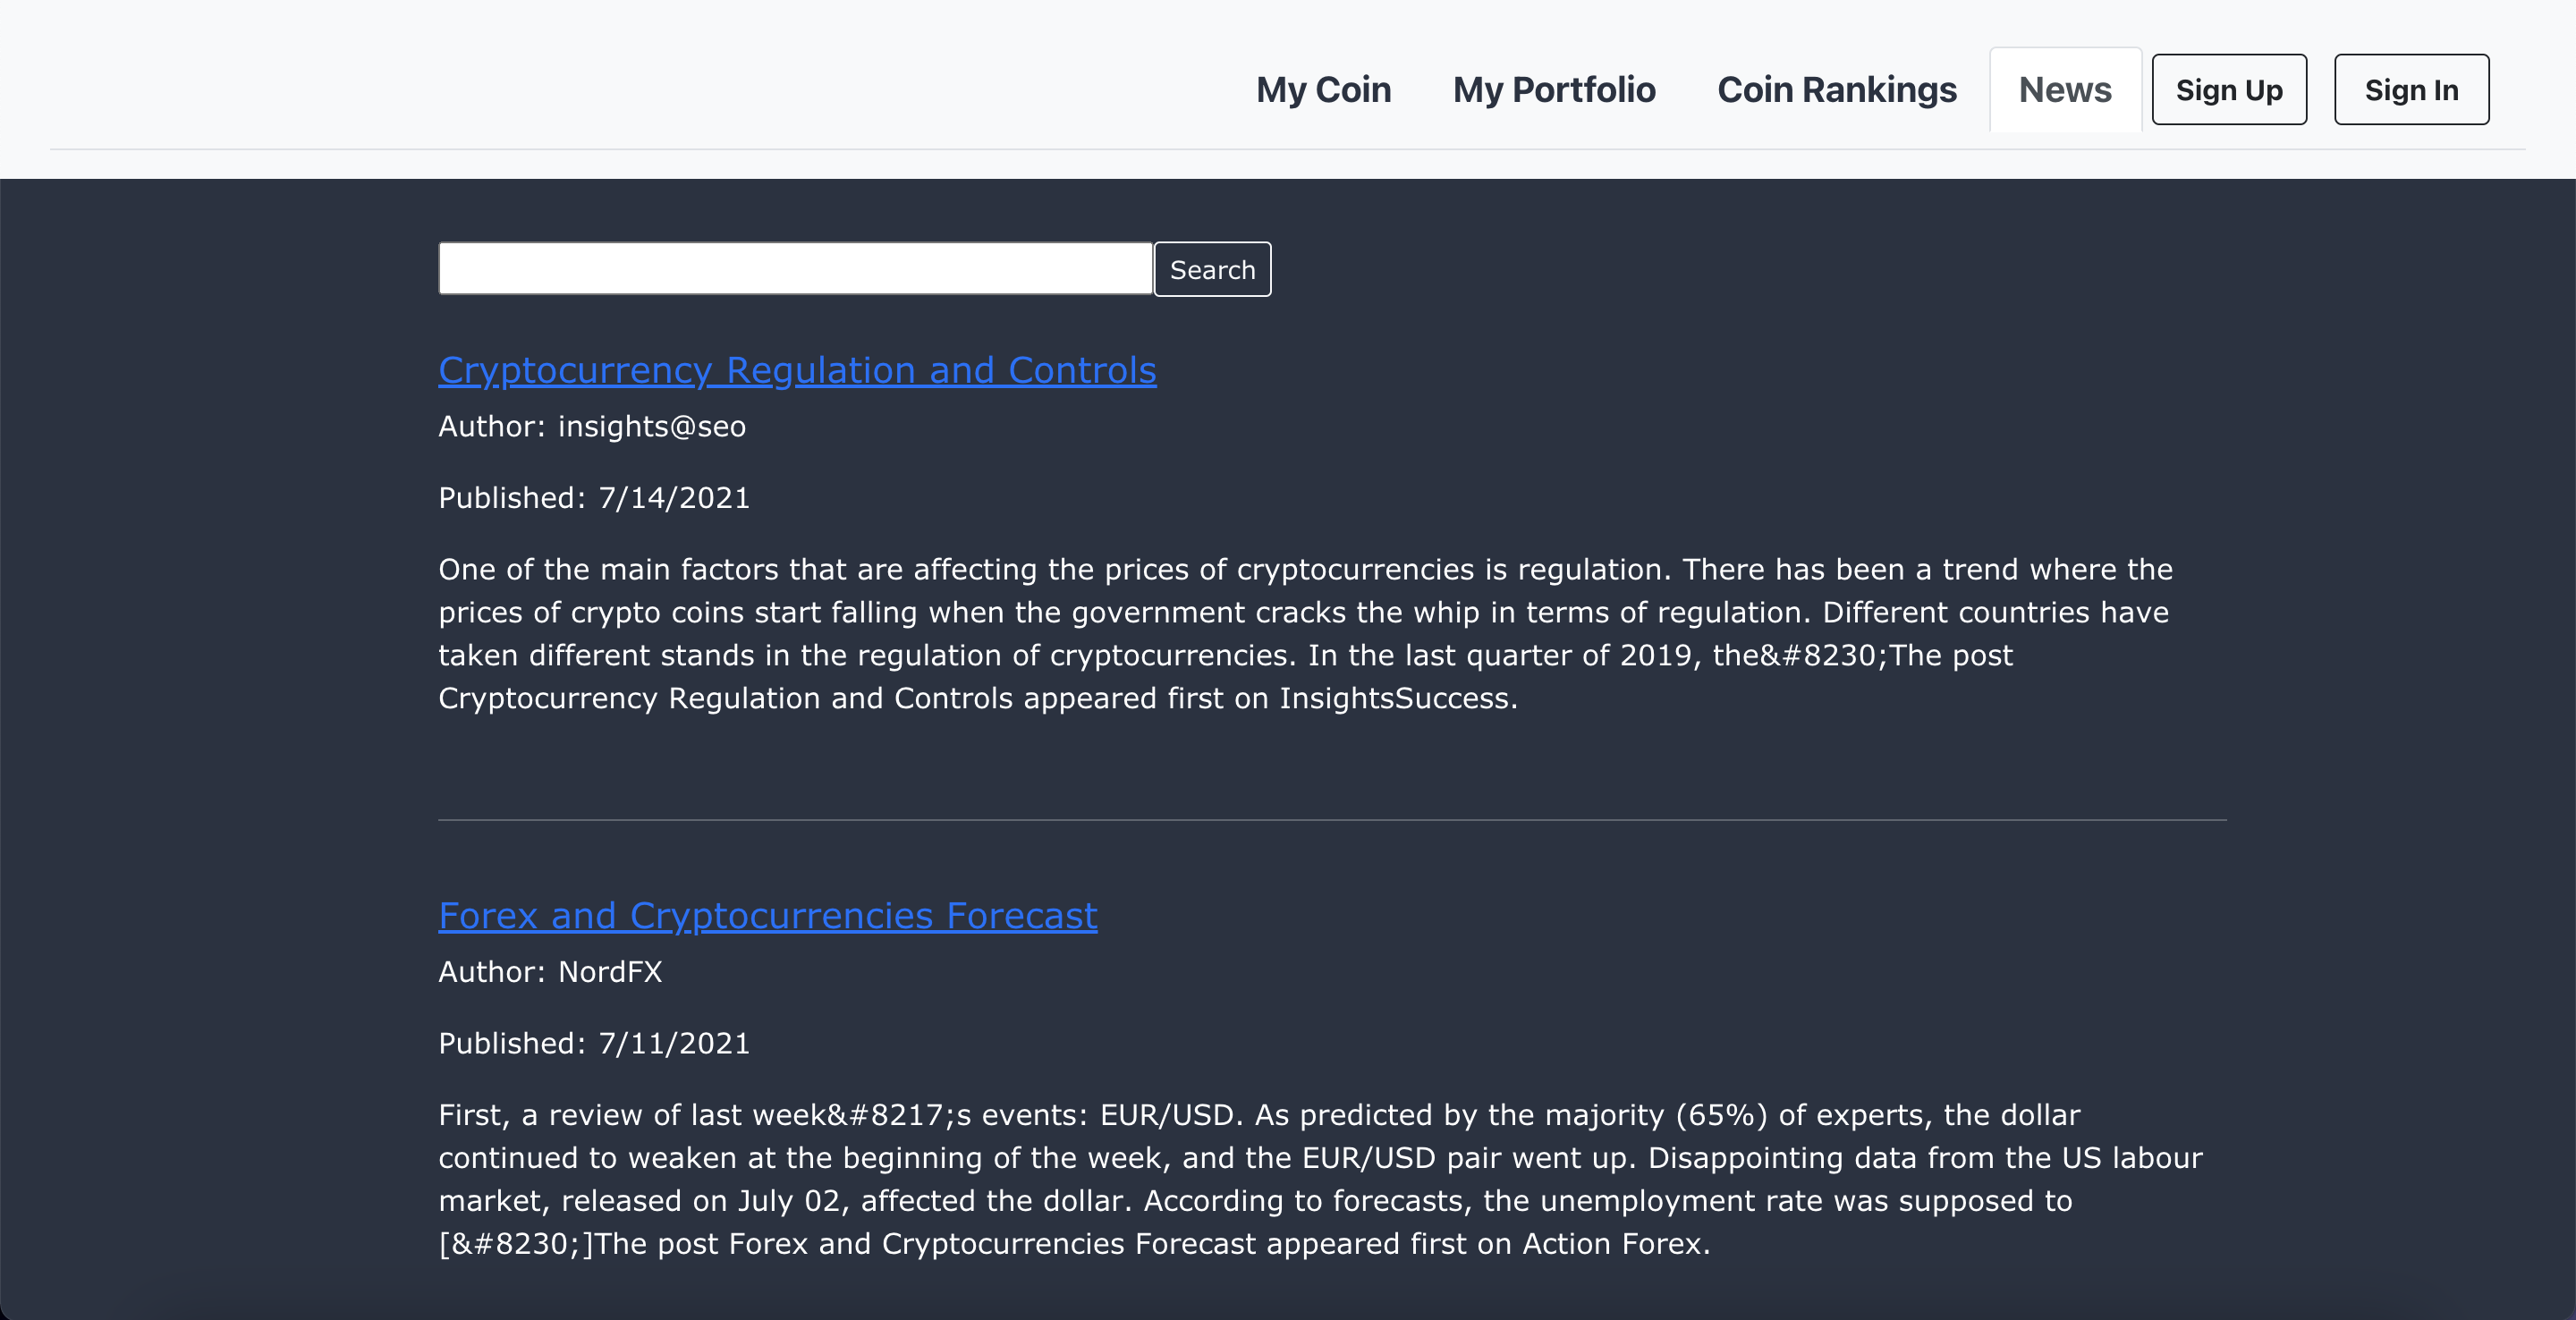 My Coin My Portfolio Coin Rankings News Sign Up Sign In
Search
Cryptocurrency Regulation and Controls
Author: insights@seo
Published: 7/14/2021
One of the main factors that are affecting the prices of cryptocurrencies is regulation. There has been a trend where the
prices of crypto coins start falling when the government cracks the whip in terms of regulation. Different countries have
taken different stands in the regulation of cryptocurrencies. In the last quarter of 2019, the&#8230;The post
Cryptocurrency Regulation and Controls appeared first on InsightsSuccess.
Forex and Cryptocurrencies Forecast
Author: NordFX
Published: 7/11/2021
First, a review of last week&#8217;s events: EUR/USD. As predicted by the majority (65%) of experts, the dollar
continued to weaken at the beginning of the week, and the EUR/USD pair went up. Disappointing data from the US labour
market, released on July 02, affected the dollar. According to forecasts, the unemployment rate was supposed to
[&#8230;]The post Forex and Cryptocurrencies Forecast appeared first on Action Forex.